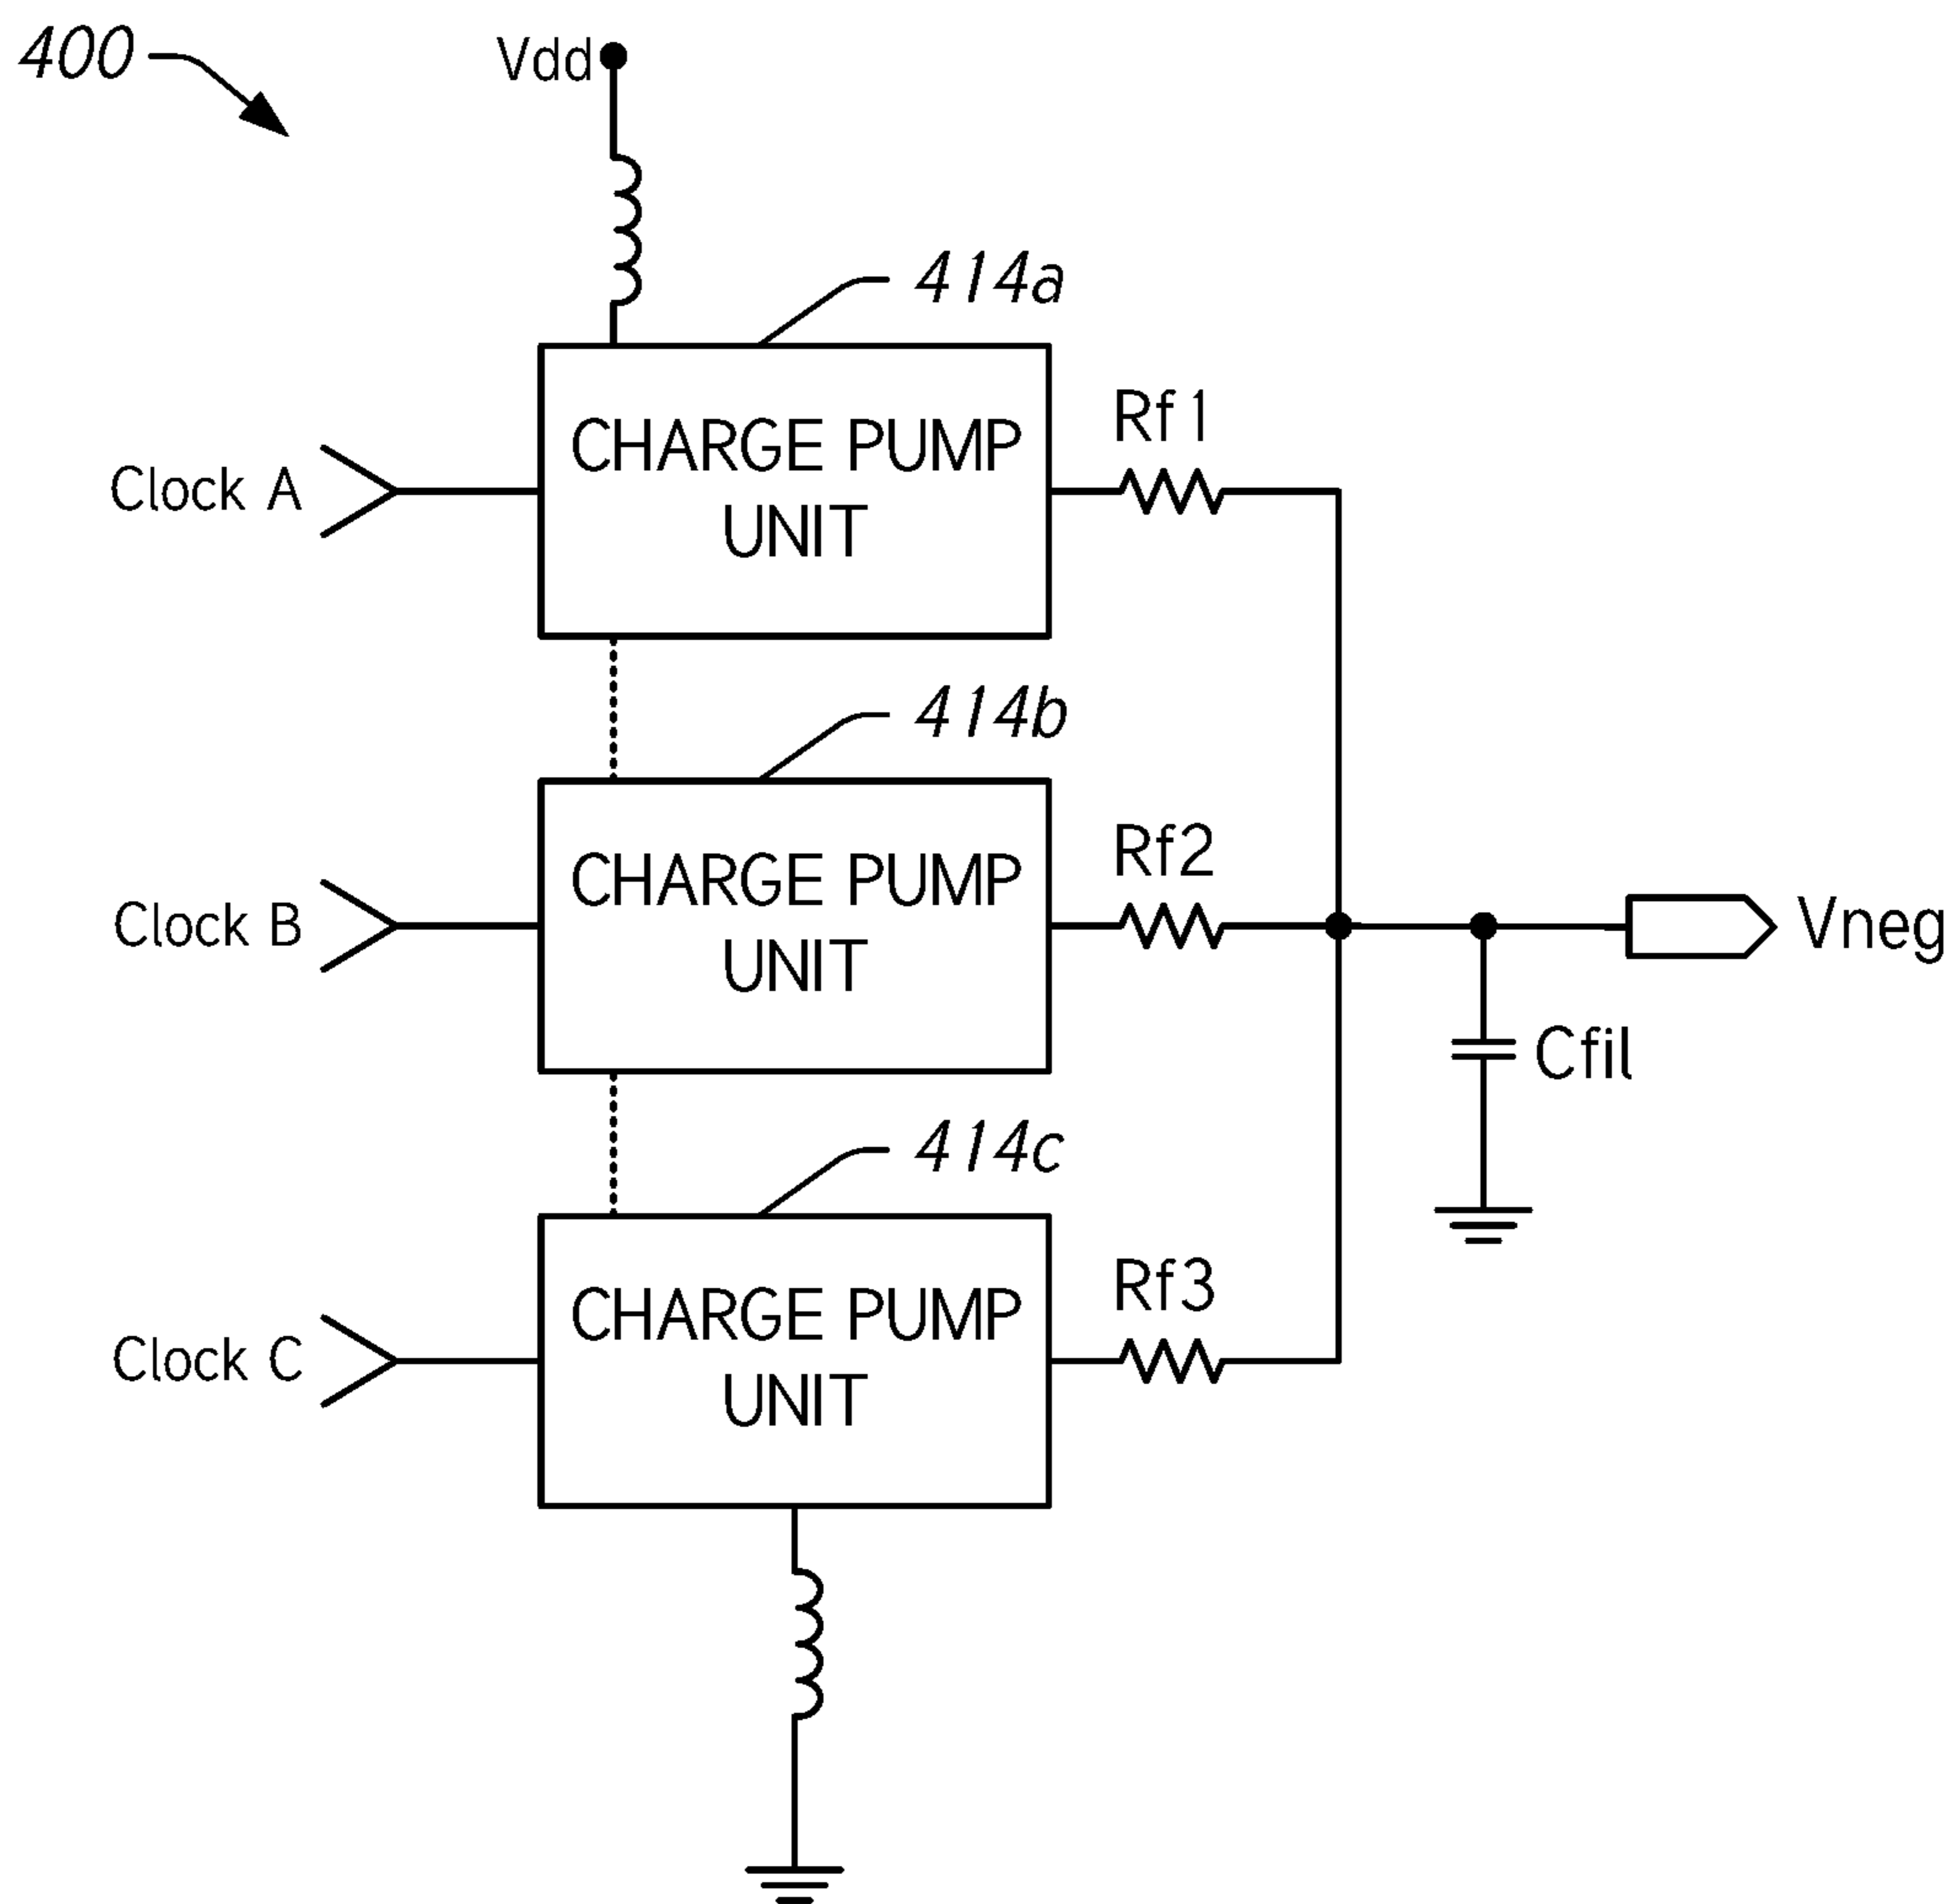 400
Vdd
414a
CHARGE PUMP
UNIT
Rf1
Clock A
414b
CHARGE PUMP
UNIT
Rf2
Clock B
Vneg
Cfil
414c
CHARGE PUMP
UNIT
Rf3
Clock C